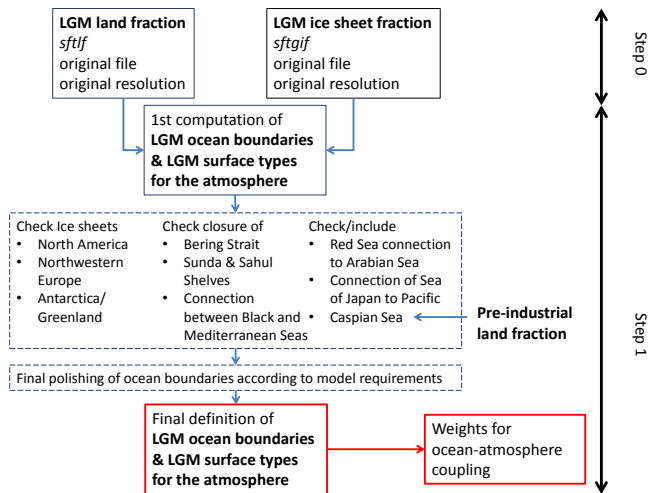 LGM land fraction
sftlf
original file
original resolution
LGM ice sheet fraction
sftgif
original file
original resolution
Step 0
1st computation of
LGM ocean boundaries
& LGM surface types
for the atmosphere
Check Ice sheets
• North America
• Northwestern
Europe
• Antarctica/
Greenland
Check closure of
• Bering Strait
• Sunda & Sahul
Shelves
• Connection
between Black and
Mediterranean Seas
Check/include
• Red Sea connection
to Arabian Sea
• Connection of Sea
of Japan to Pacific
• Caspian Sea
Pre-industrial
land fraction
Step 1
Final polishing of ocean boundaries according to model requirements
Final definition of
LGM ocean boundaries
& LGM surface types
for the atmosphere
Weights for
ocean-atmosphere
coupling